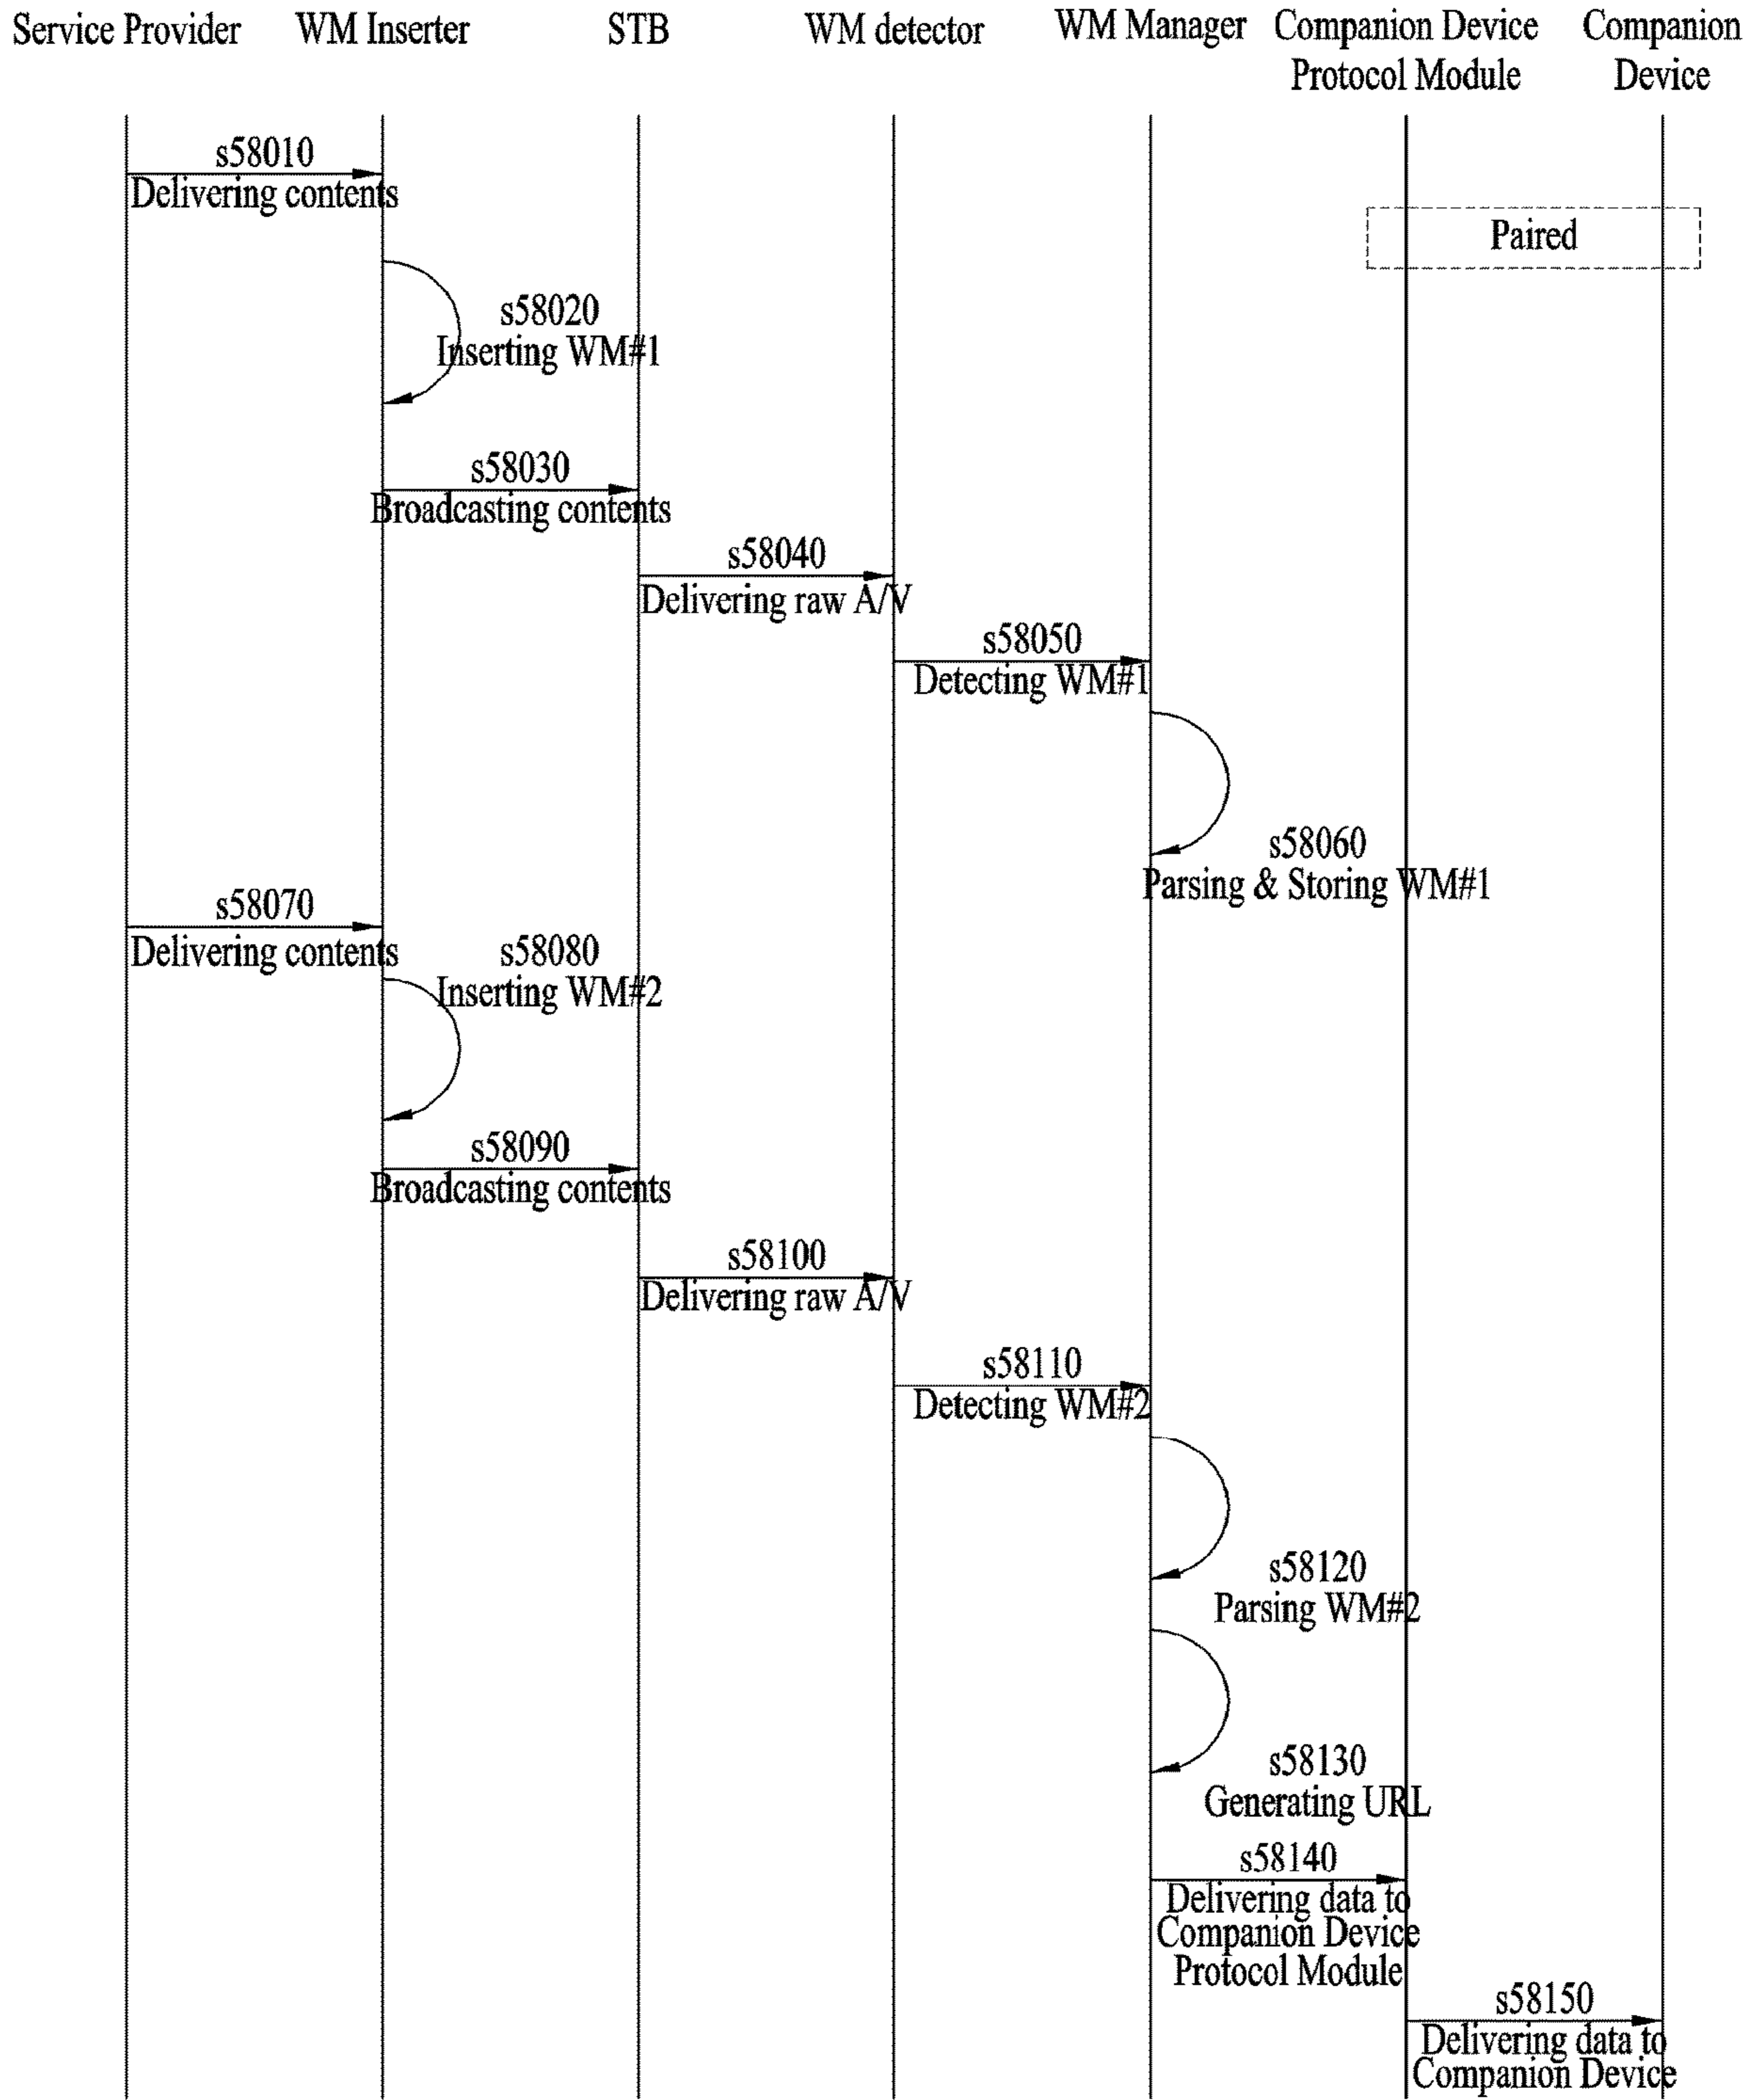 Service Provider
WM Inserter
STB
WM detector
WM Manager
Companion Device
Protocol Module
Companion
Device
s58010
Delivering contents
Paired
s58020
Inserting WM#1
s58030
Broadcasting contents
s58040
Delivering raw A/V
s58050
Detecting WM#1
s58060
Parsing & Storing WM#1
s58070
Delivering contents
s58080
Inserting WM#2
s58090
Broadcasting contents
s58100
Delivering raw A/V
s58110
Detecting WM#2
s58120
Parsing WM#2
s58130
Generating URL
s58140
Delivering data to
Companion Device
Protocol Module
s58150
Delivering data to
Companion Device